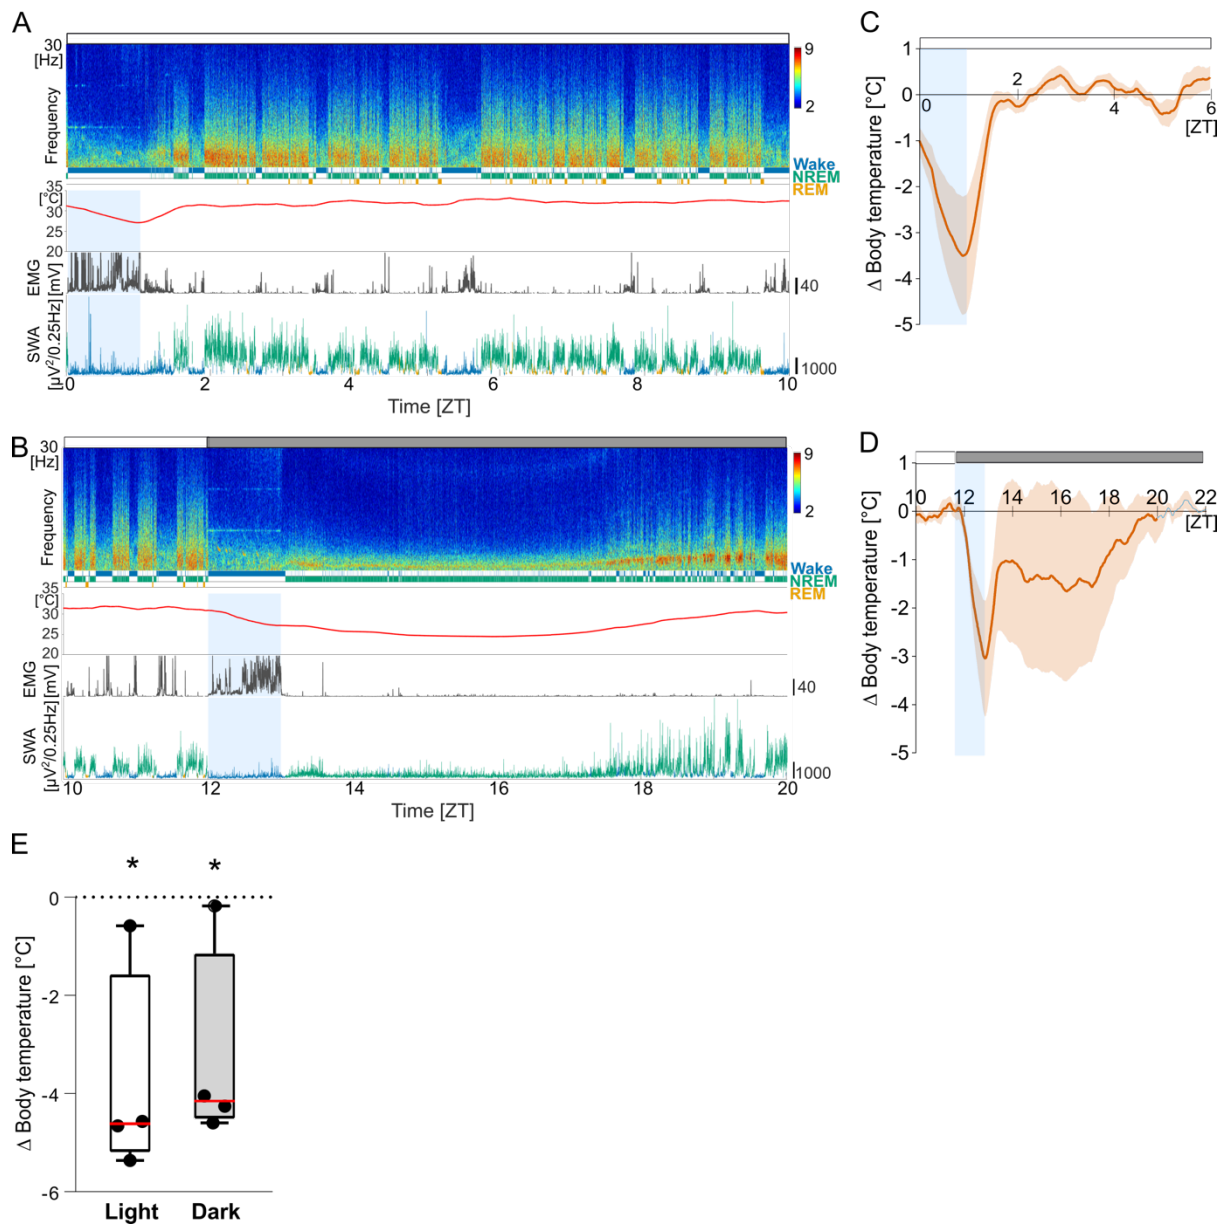 A
30
[Hz]
Frequency
9
2
Wake
NREM
REM
35
[°C]
30
25
20
EMG
[mV]
40
SWA
[µV²/0.25Hz]
1000
0 2 4 6 8 10
Time [ZT]
B
30
[Hz]
Frequency
9
2
Wake
NREM
REM
35
[°C]
30
25
20
EMG
[mV]
40
SWA
[µV²/0.25Hz]
1000
10 12 14 16 18 20
Time [ZT]
C
1
0
-1
-2
-3
-4
-5
Δ Body temperature [°C]
0 2 4 6
[ZT]
D
1
0
-1
-2
-3
-4
-5
Δ Body temperature [°C]
10 12 14 16 18 20 22
[ZT]
E
* *
0
-2
-4
-6
Δ Body temperature [°C]
Light Dark